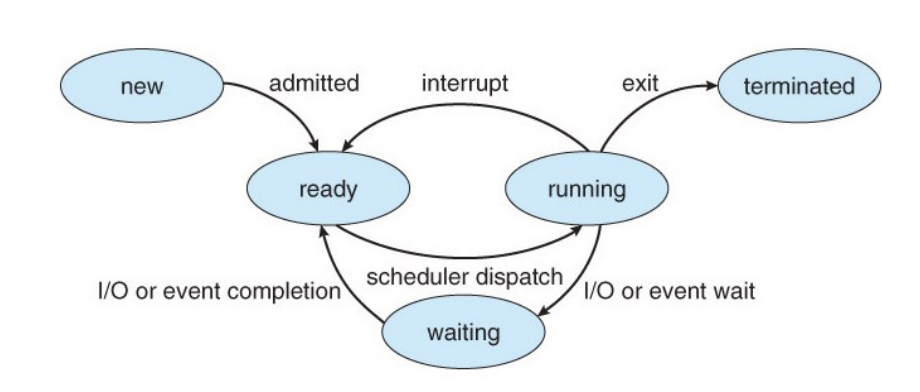 new
admitted
interrupt
exit
terminated
ready
running
I/O or event completion
scheduler dispatch
I/O or event wait
waiting